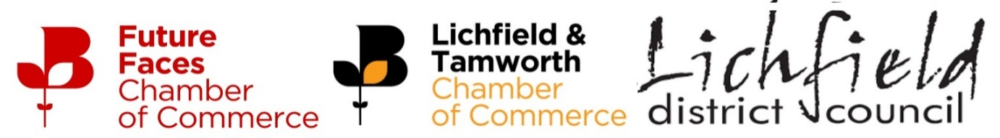 Future
Faces
Chamber
of Commerce
Lichfield &
Tamworth
Chamber
of Commerce
Lichfield
district council